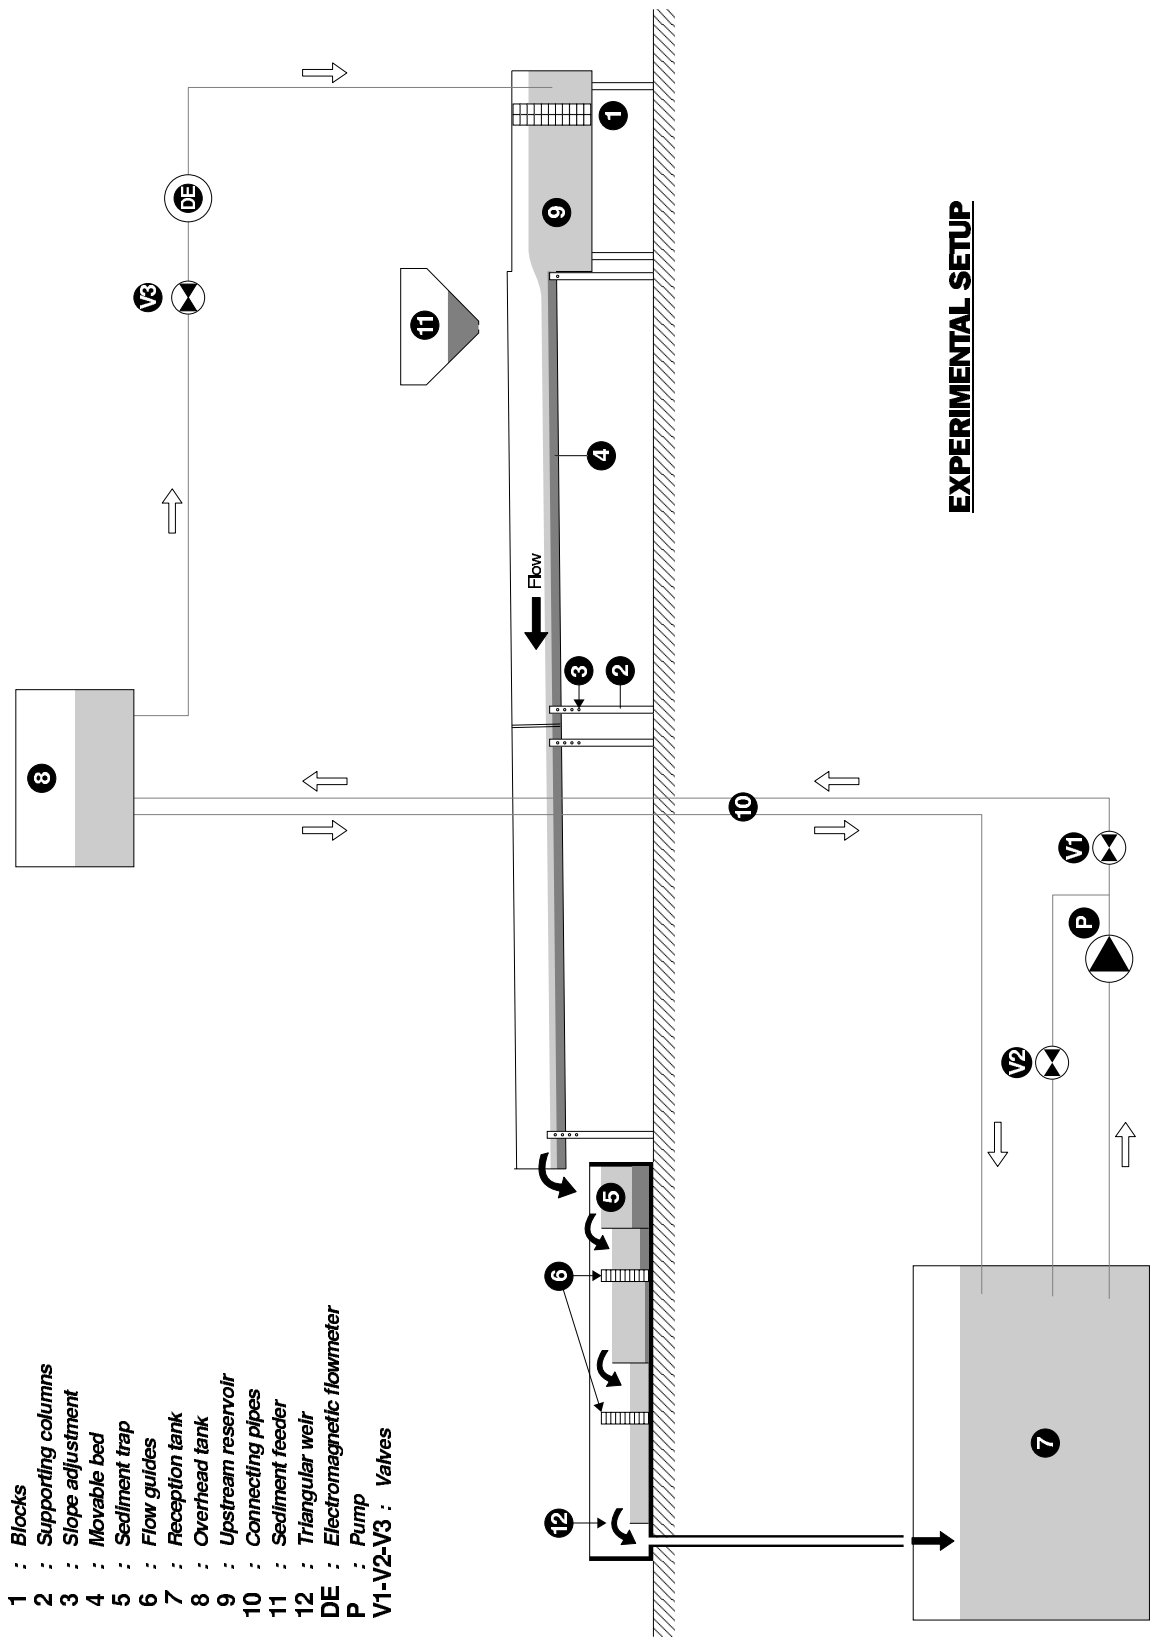 1 : Blocks
2 : Supporting columns
3 : Slope adjustment
4 : Movable bed
5 : Sediment trap
6 : Flow guides
7 : Reception tank
8 : Overhead tank
9 : Upstream reservoir
10 : Connecting pipes
11 : Sediment feeder
12 : Triangular weir
DE : Electromagnetic flowmeter
P : Pump
V1-V2-V3 : Valves
8
V3
DE
11
Flow
9
1
4
3
2
10
6
5
12
V1
P
V2
7
EXPERIMENTAL SETUP